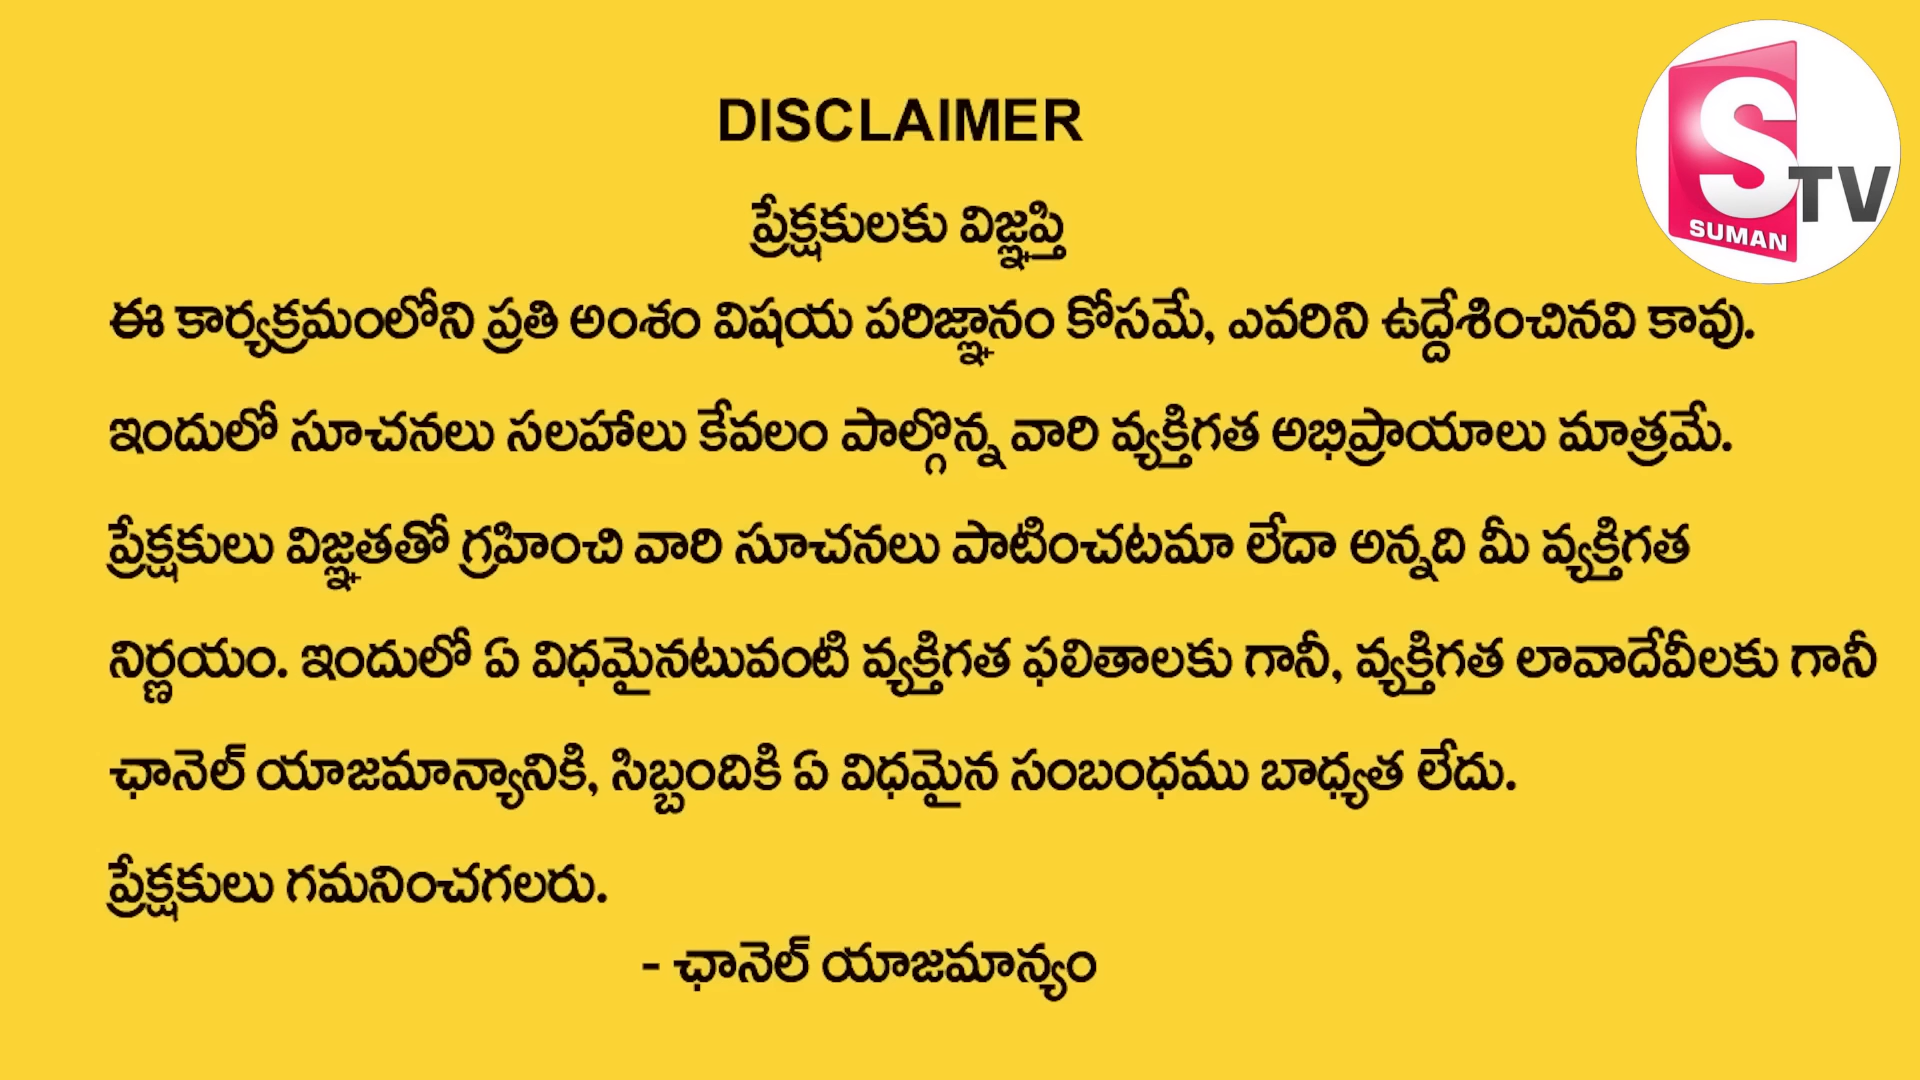 DISCLAIMER
ప్రేక్షకులకు విజ్ఞప్తి
ఈ కార్యక్రమంలోని ప్రతి అంశం విషయ పరిజ్ఞానం కోసమే, ఎవరిని ఉద్దేశించినవి కావు.
ఇందులో సూచనలు సలహాలు కేవలం పాల్గొన్న వారి వ్యక్తిగత అభిప్రాయాలు మాత్రమే.
ప్రేక్షకులు విజ్ఞతతో గ్రహించి వారి సూచనలు పాటించటమా లేదా అన్నది మీ వ్యక్తిగత
నిర్ణయం. ఇందులో ఏ విధమైనటువంటి వ్యక్తిగత ఫలితాలకు గానీ, వ్యక్తిగత లావాదేవీలకు గానీ
ఛానెల్ యాజమాన్యానికి, సిబ్బందికి ఏ విధమైన సంబంధము బాధ్యత లేదు.
ప్రేక్షకులు గమనించగలరు.
- ఛానెల్ యాజమాన్యం
S TV
SUMAN